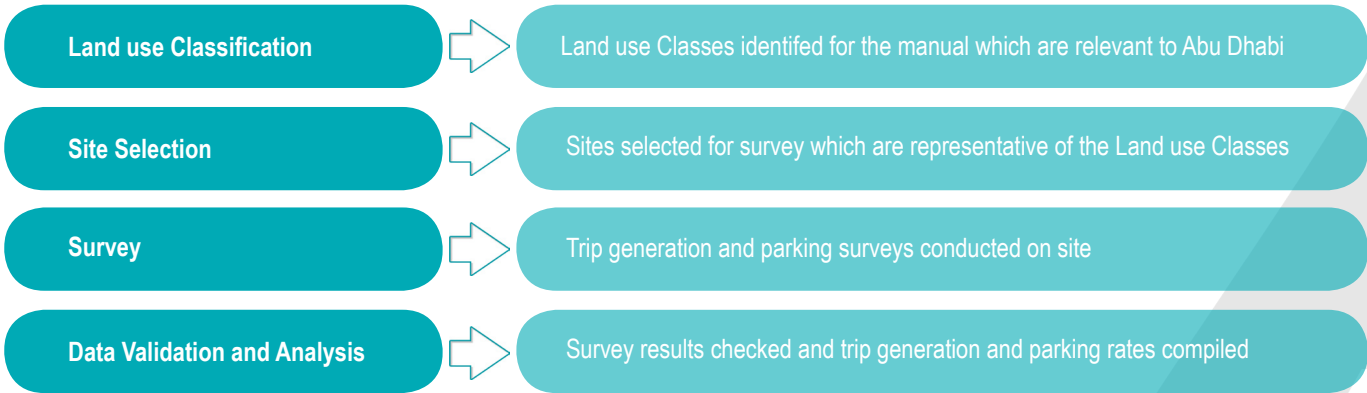 Land use Classification
Land use Classes identifed for the manual which are relevant to Abu Dhabi
Site Selection
Sites selected for survey which are representative of the Land use Classes
Survey
Trip generation and parking surveys conducted on site
Data Validation and Analysis
Survey results checked and trip generation and parking rates compiled